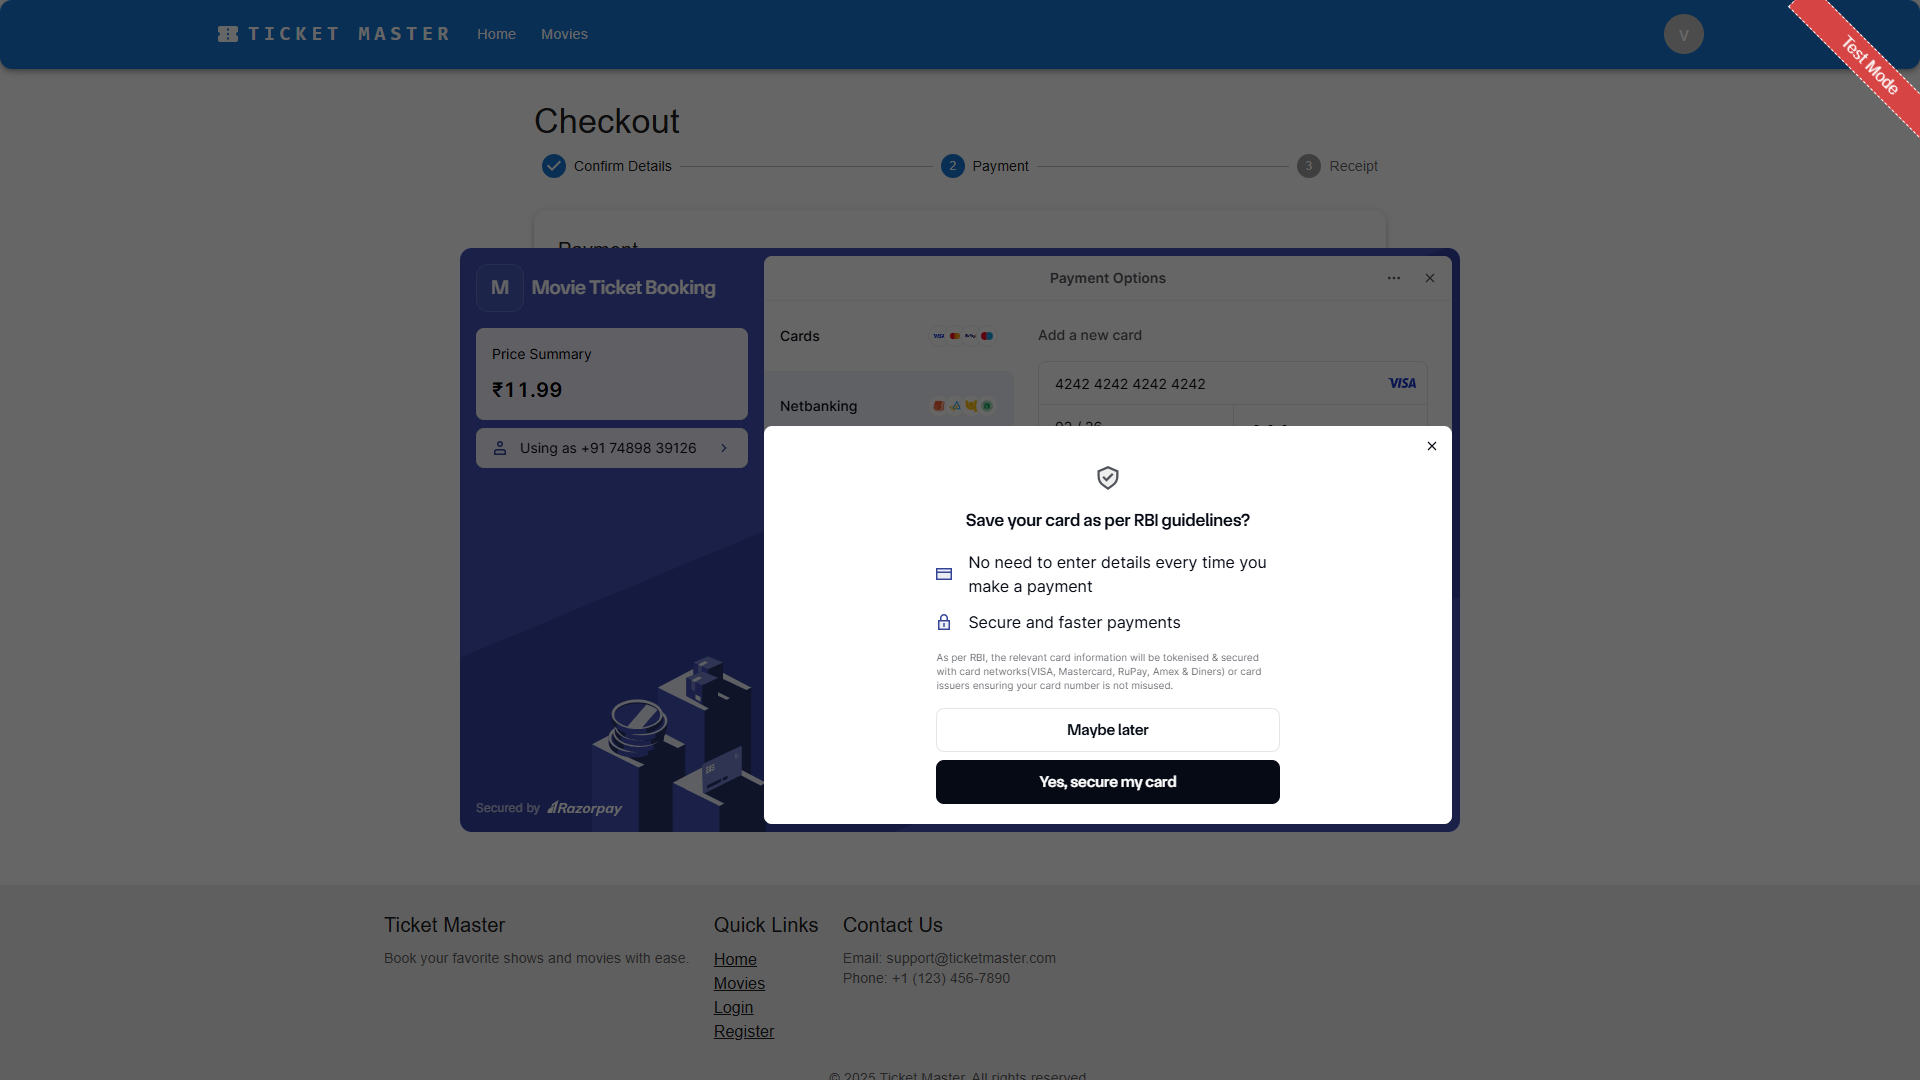 TICKET MASTER
Home
Movies
V
Test Mode
Checkout
Confirm Details
2
Payment
3
Receipt
Payment
M
Movie Ticket Booking
Price Summary
₹11.99
Using as +91 74898 39126
Secured by Razorpay
Payment Options
Cards
VISA
Netbanking
Add a new card
4242 4242 4242 4242
VISA
Save your card as per RBI guidelines?
No need to enter details every time you
make a payment
Secure and faster payments
As per RBI, the relevant card information will be tokenised & secured
with card networks(VISA, Mastercard, RuPay, Amex & Diners) or card
issuers ensuring your card number is not misused.
Maybe later
Yes, secure my card
Ticket Master
Book your favorite shows and movies with ease.
Quick Links
Home
Movies
Login
Register
Contact Us
Email: support@ticketmaster.com
Phone: +1 (123) 456-7890
© 2025 Ticket Master. All rights reserved.